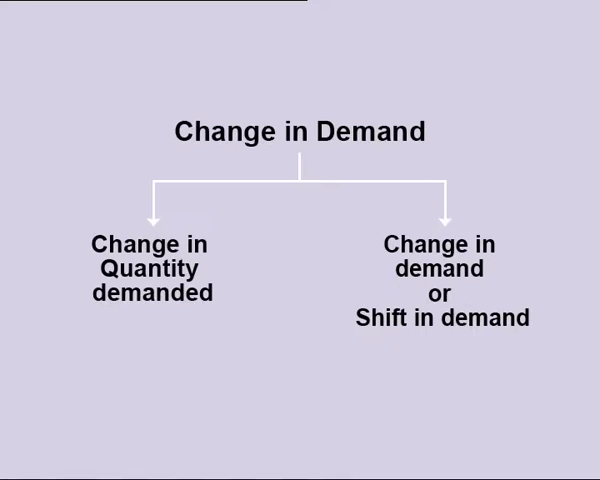 Change in Demand
Change in
Quantity
demanded
Change in
demand
or
Shift in demand